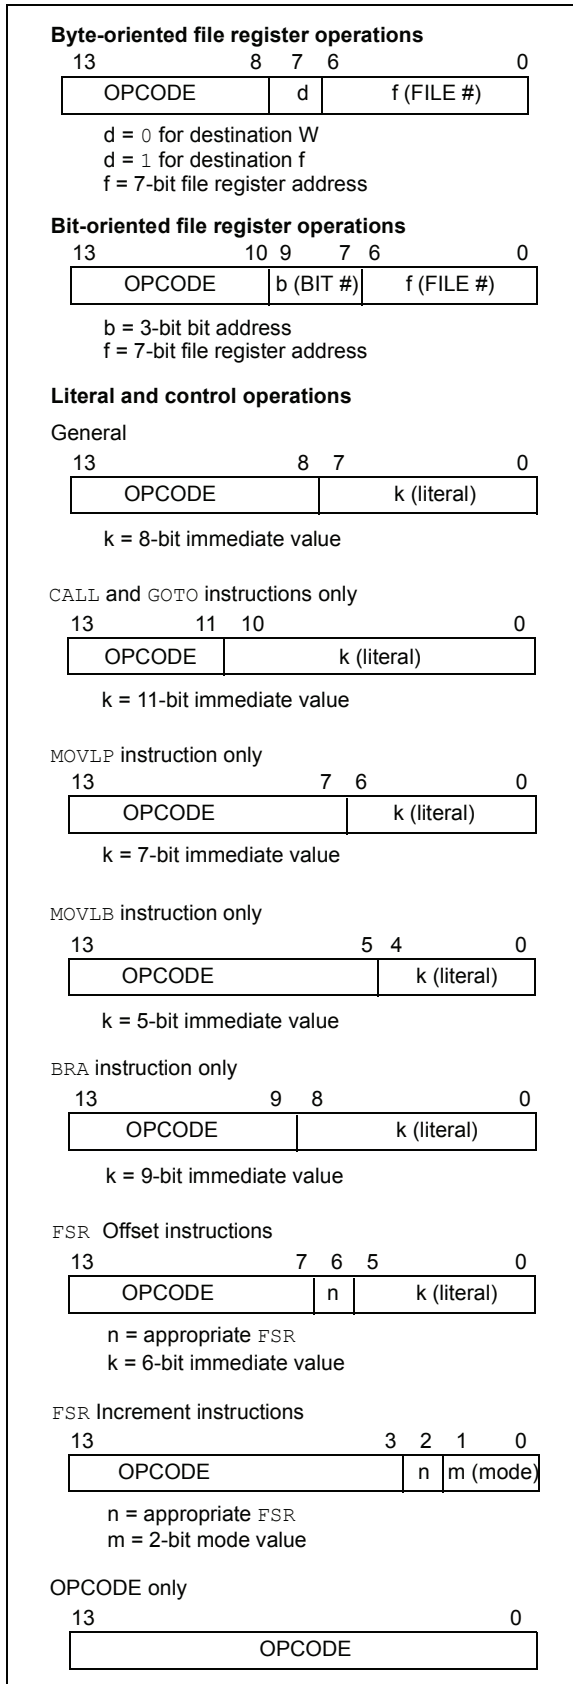 Byte-oriented file register operations
13 8 7 6 0
OPCODE d f (FILE #)
d = 0 for destination W
d = 1 for destination f
f = 7-bit file register address
Bit-oriented file register operations
13 10 9 7 6 0
OPCODE b (BIT #) f (FILE #)
b = 3-bit bit address
f = 7-bit file register address
Literal and control operations
General
13 8 7 0
OPCODE k (literal)
k = 8-bit immediate value
CALL and GOTO instructions only
13 11 10 0
OPCODE k (literal)
k = 11-bit immediate value
MOVLP instruction only
13 7 6 0
OPCODE k (literal)
k = 7-bit immediate value
MOVLB instruction only
13 5 4 0
OPCODE k (literal)
k = 5-bit immediate value
BRA instruction only
13 9 8 0
OPCODE k (literal)
k = 9-bit immediate value
FSR Offset instructions
13 7 6 5 0
OPCODE n k (literal)
n = appropriate FSR
k = 6-bit immediate value
FSR Increment instructions
13 3 2 1 0
OPCODE n m (mode)
n = appropriate FSR
m = 2-bit mode value
OPCODE only
13 0
OPCODE